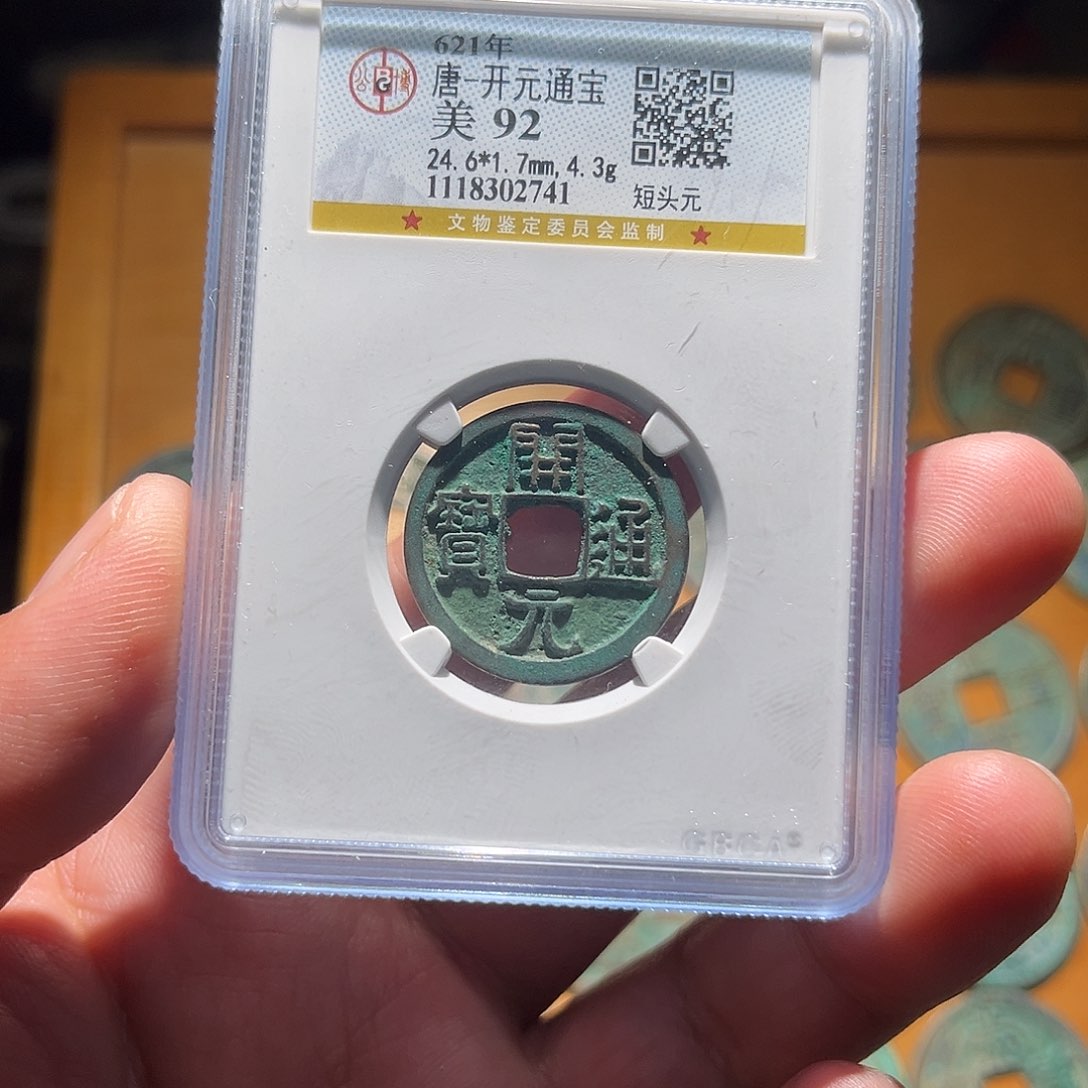 621年
唐-开元通宝
美 92
24.6*1.7mm,4.3g
1118302741
短头元
文物鉴定委员会监制
開
寶
通
元
GBCA®